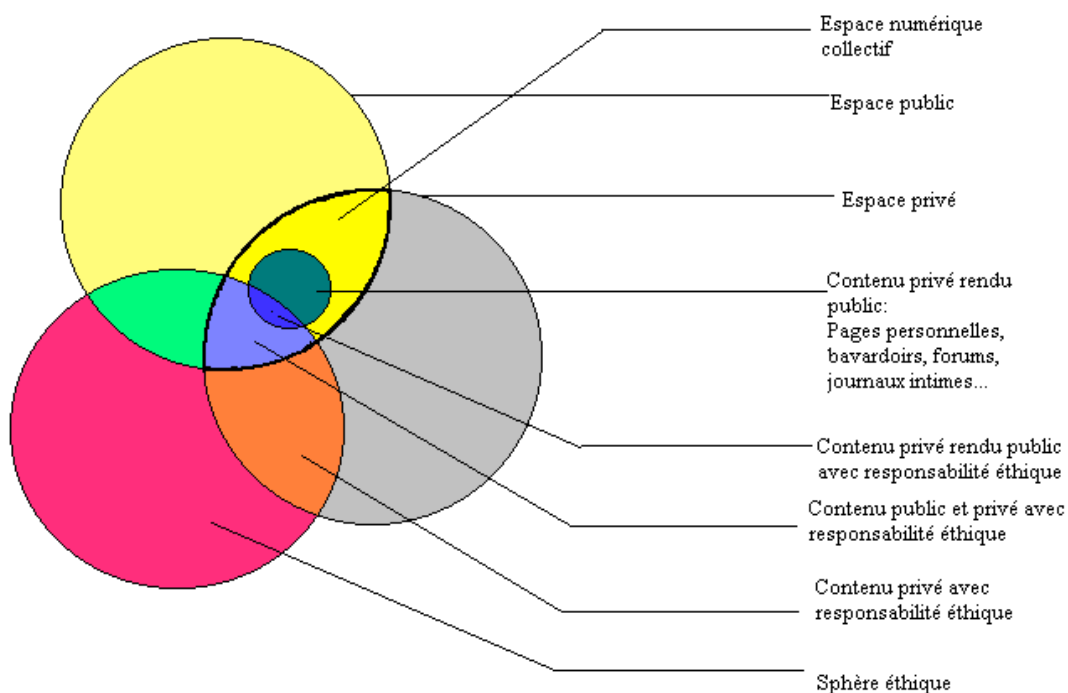 Espace numérique
collectif
Espace public
Espace privé
Contenu privé rendu
public:
Pages personnelles,
bavardoirs, forums,
journaux intimes...
Contenu privé rendu public
avec responsabilité éthique
Contenu public et privé avec
responsabilité éthique
Contenu privé avec
responsabilité éthique
Sphère éthique